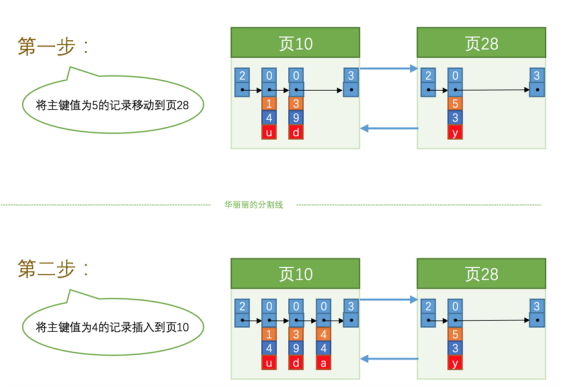 第一步：
将主键值为5的记录移动到页28
页10
页28
2 0 0 3
1 3
4 9
u d
2 0 3
5
3
y
华丽丽的分割线
第二步：
将主键值为4的记录插入到页10
页10
页28
2 0 0 0 3
1 3 4
4 9 4
u d a
2 0 3
5
3
y